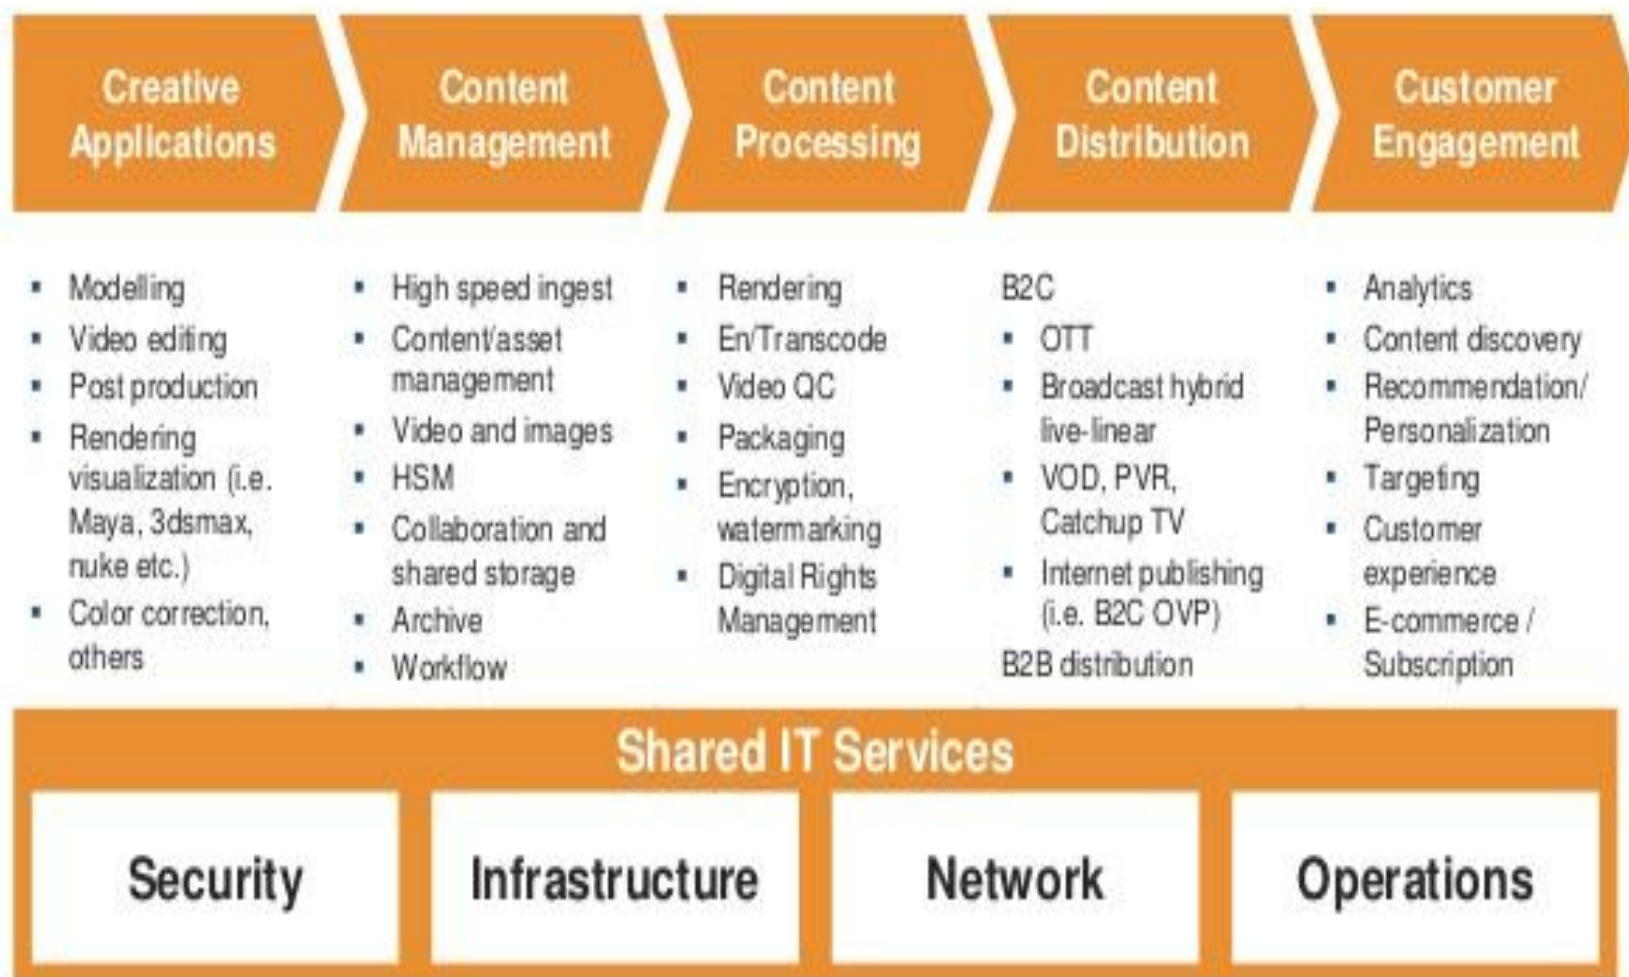 Creative
Applications
Content
Management
Content
Processing
Content
Distribution
Customer
Engagement
▪ Modelling
▪ Video editing
▪ Post production
▪ Rendering
visualization (i.e.
Maya, 3dsmax,
nuke etc.)
▪ Color correction,
others
▪ High speed ingest
▪ Content/asset
management
▪ Video and images
▪ HSM
▪ Collaboration and
shared storage
▪ Archive
▪ Workflow
▪ Rendering
▪ En/Transcode
▪ Video QC
▪ Packaging
▪ Encryption,
watermarking
▪ Digital Rights
Management
B2C
▪ OTT
▪ Broadcast hybrid
live-linear
▪ VOD, PVR,
Catchup TV
▪ Internet publishing
(i.e. B2C OVP)
B2B distribution
▪ Analytics
▪ Content discovery
▪ Recommendation/
Personalization
▪ Targeting
▪ Customer
experience
▪ E-commerce /
Subscription
Shared IT Services
Security
Infrastructure
Network
Operations